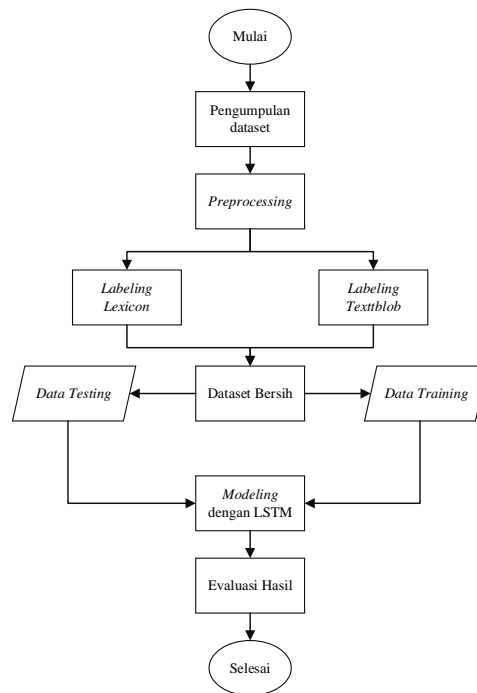 Mulai
Pengumpulan
dataset
Preprocessing
Labeling
Lexicon
Labeling
Texttblob
Data Testing
Dataset Bersih
Data Training
Modeling
dengan LSTM
Evaluasi Hasil
Selesai